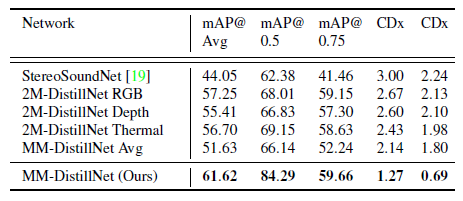 Network mAP@ mAP@ mAP@ CDx CDx
Avg 0.5 0.75
StereoSoundNet [19] 44.05 62.38 41.46 3.00 2.24
2M-DistillNet RGB 57.25 68.01 59.15 2.67 2.13
2M-DistillNet Depth 55.41 66.83 57.30 2.60 2.10
2M-DistillNet Thermal 56.70 69.15 58.63 2.43 1.98
MM-DistillNet Avg 51.63 66.14 52.24 2.14 1.80
MM-DistillNet (Ours) 61.62 84.29 59.66 1.27 0.69